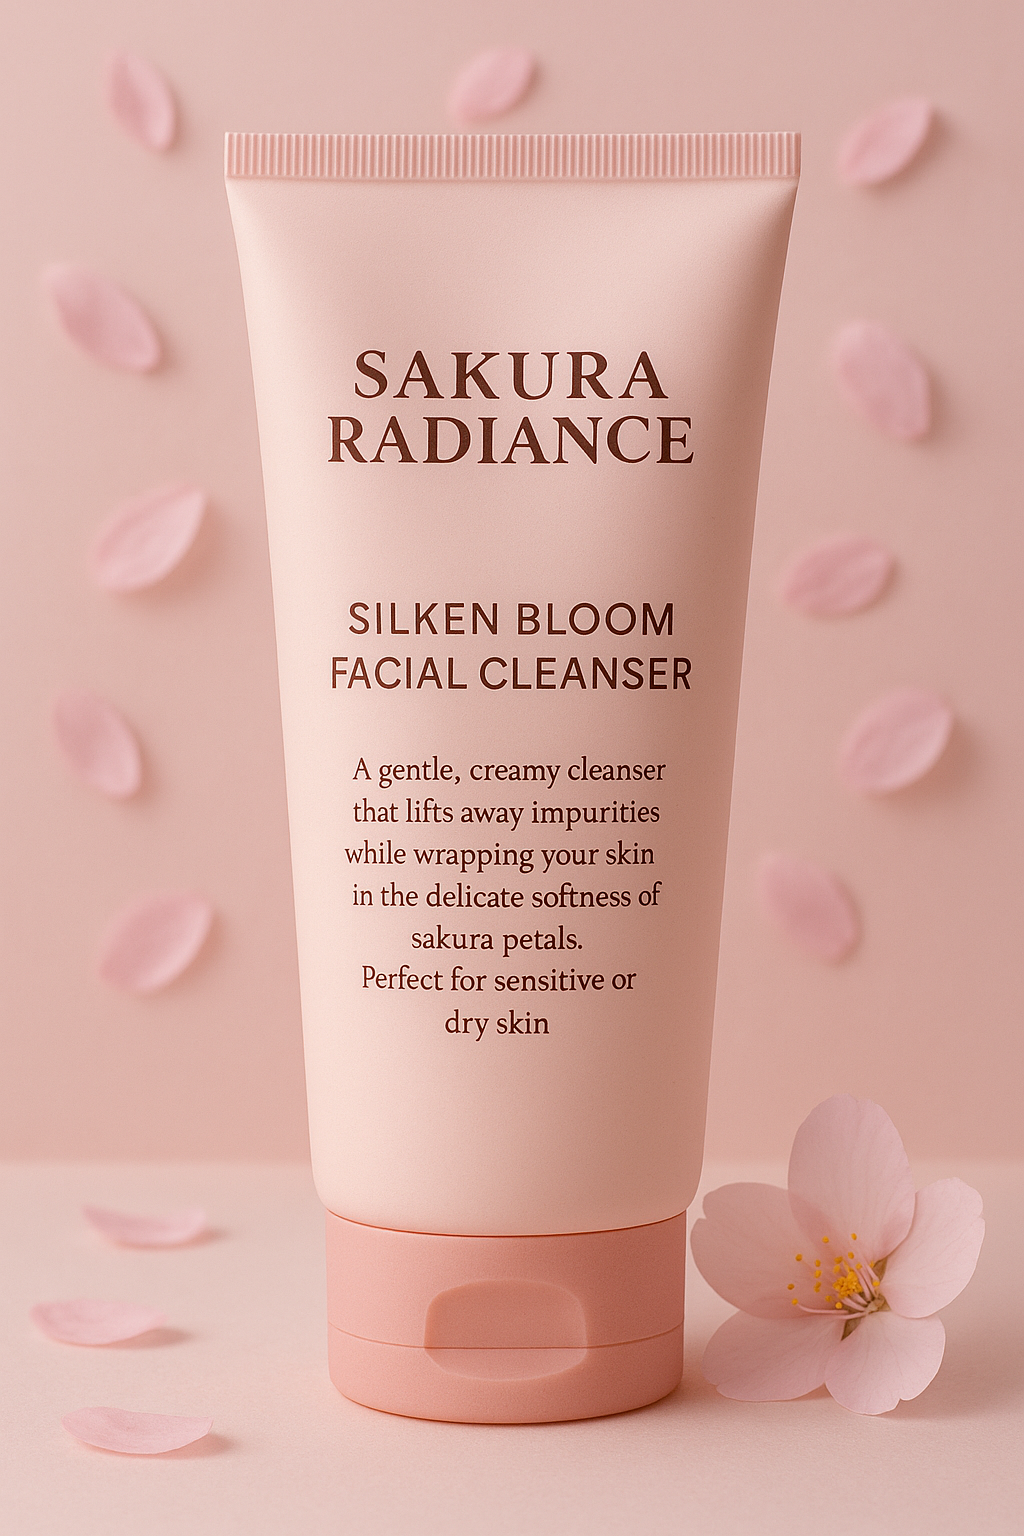 SAKURA
RADIANCE
SILKEN BLOOM
FACIAL CLEANSER
A gentle, creamy cleanser
that lifts away impurities
while wrapping your skin
in the delicate softness of
sakura petals.
Perfect for sensitive or
dry skin